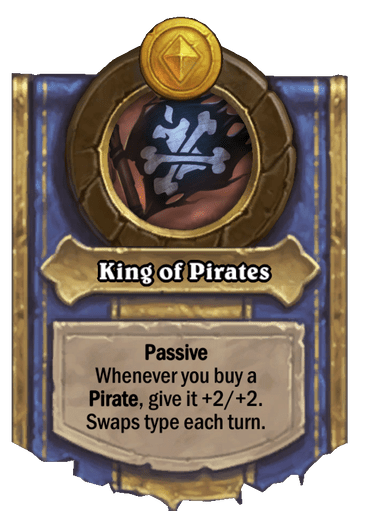 King of Pirates
Passive
Whenever you buy a
Pirate, give it +2/+2.
Swaps type each turn.